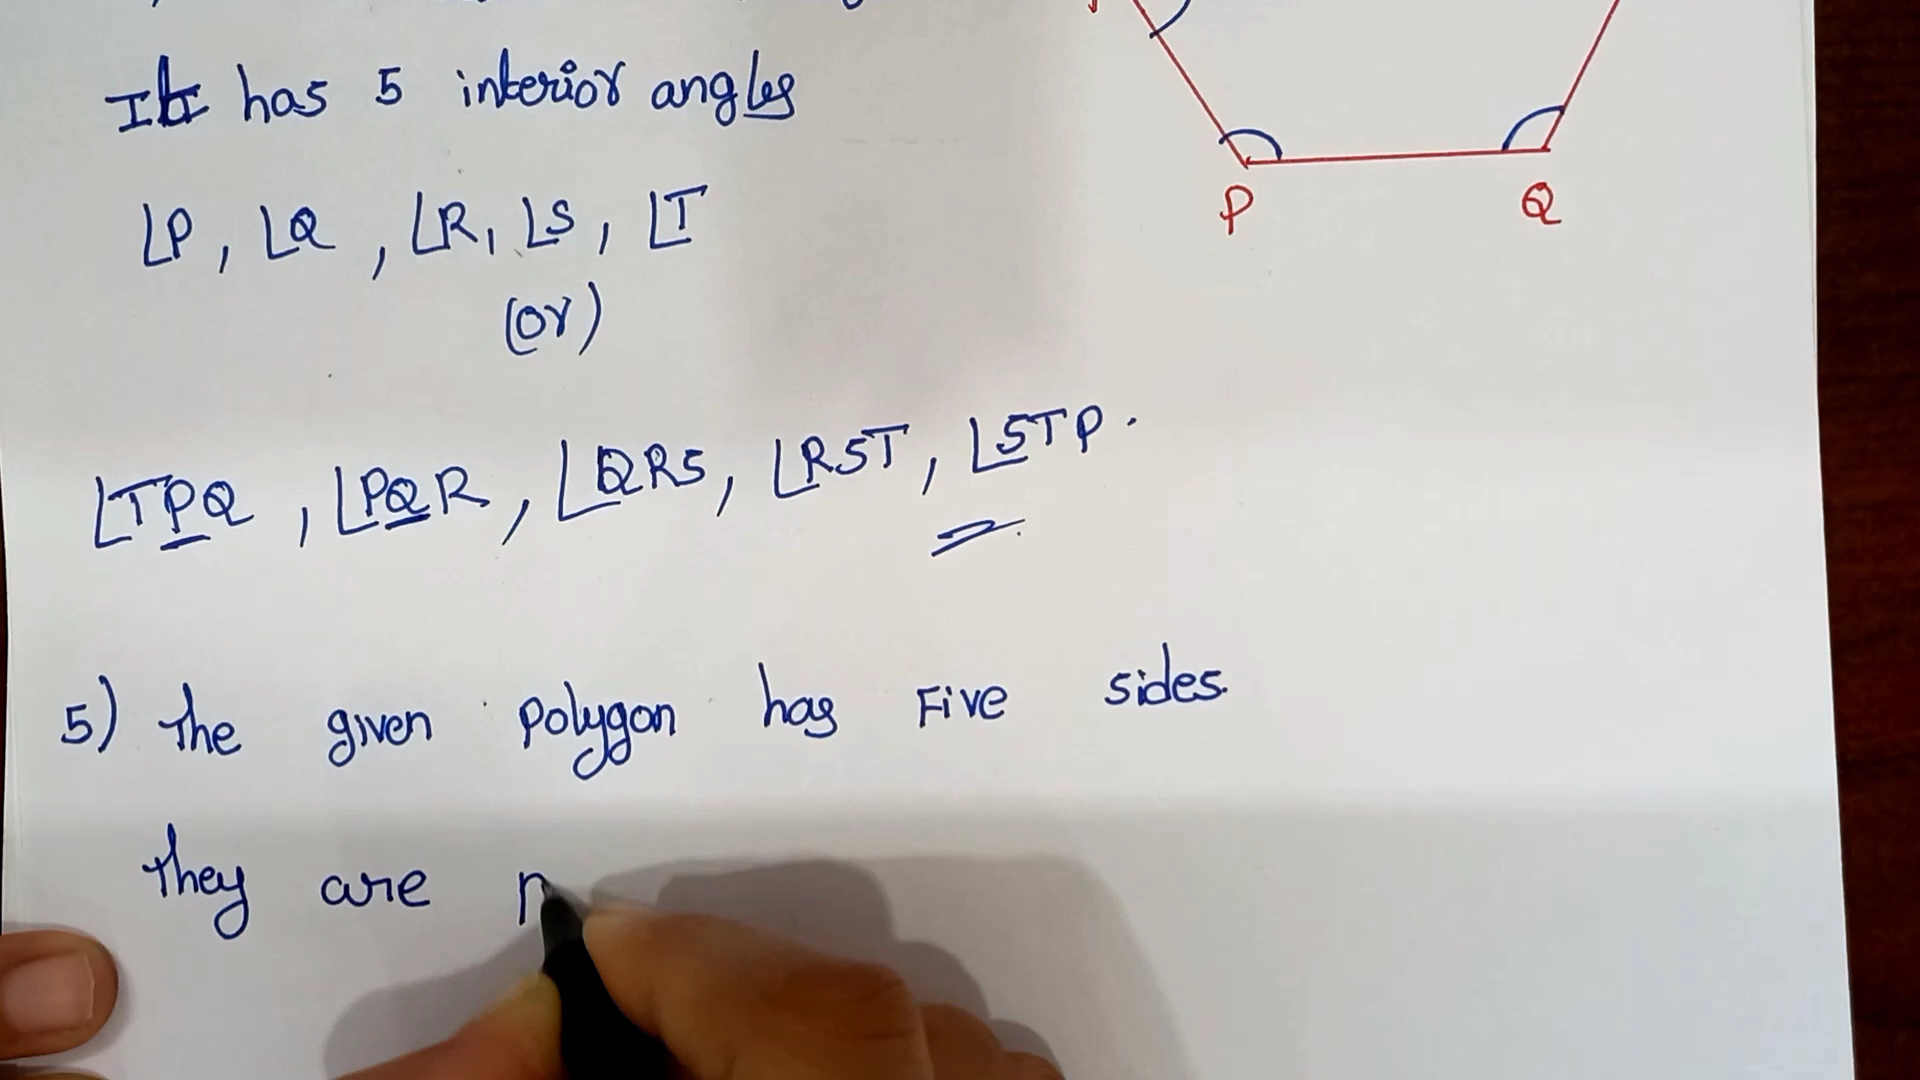 It has 5 interior angles
∠P, ∠Q, ∠R, ∠S, ∠T
(or)
∠TPQ, ∠PQR, ∠QRS, ∠RST, ∠STP.
P Q
5) The given polygon has Five sides.
They are